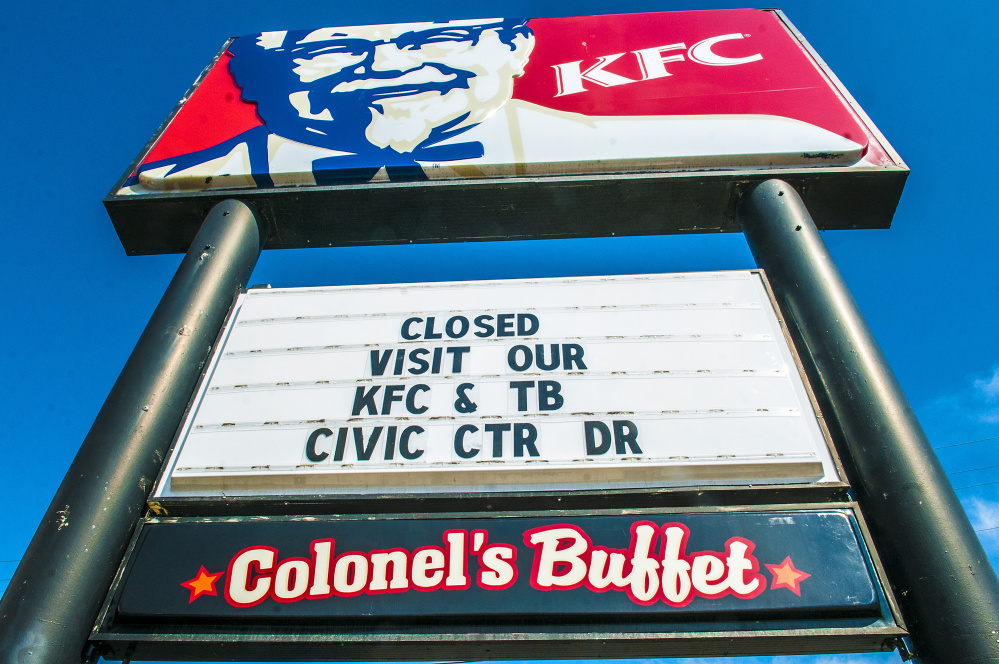 KFC
CLOSED
VISIT OUR
KFC & TB
CIVIC CTR DR
Colonel's Buffet